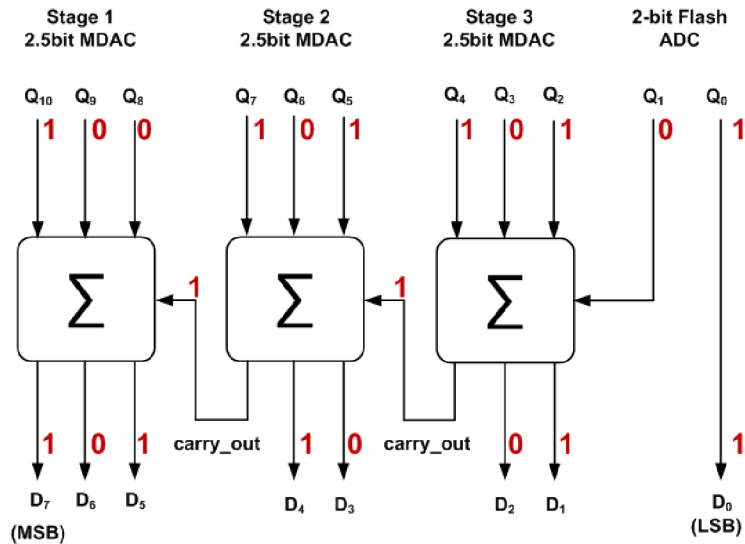 Stage 1 Stage 2 Stage 3 2-bit Flash
2.5bit MDAC 2.5bit MDAC 2.5bit MDAC ADC
Q₁₀ Q₉ Q₈ Q₇ Q₆ Q₅ Q₄ Q₃ Q₂ Q₁ Q₀
1 0 0 1 0 1 1 0 1 0 1
Σ 1 Σ 1 Σ
carry_out carry_out
1 0 1 1 0 0 1 1
D₇ D₆ D₅ D₄ D₃ D₂ D₁ D₀
(MSB) (LSB)